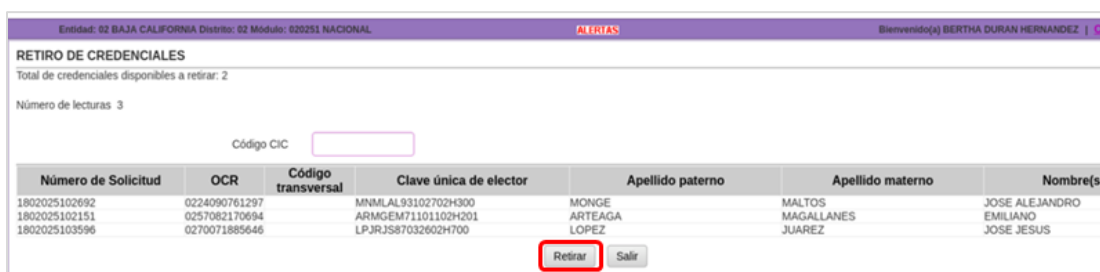 Entidad: 02 BAJA CALIFORNIA Distrito: 02 Módulo: 020251 NACIONAL ALERTAS Bienvenido(a) BERTHA DURAN HERNANDEZ |
RETIRO DE CREDENCIALES
Total de credenciales disponibles a retirar: 2
Número de lecturas 3
Código CIC
Número de Solicitud OCR Código transversal Clave única de elector Apellido paterno Apellido materno Nombre(s
1802025102692 0224090761297 MNMLAL93102702H300 MONGE MALTOS JOSE ALEJANDRO
1802025102151 0257082170694 ARMGEM71101102H201 ARTEAGA MAGALLANES EMILIANO
1802025103596 0270071885646 LPJRJS87032602H700 LOPEZ JUAREZ JOSE JESUS
Retirar Salir